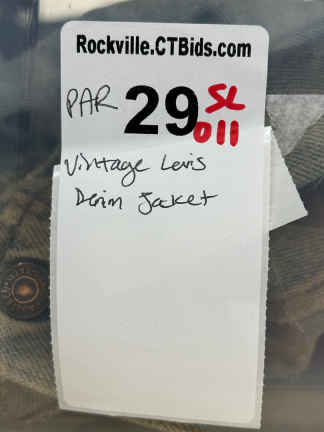 Rockville.CTBids.com
PAR 29 SL
011
Vintage Levis
Denim Jacket